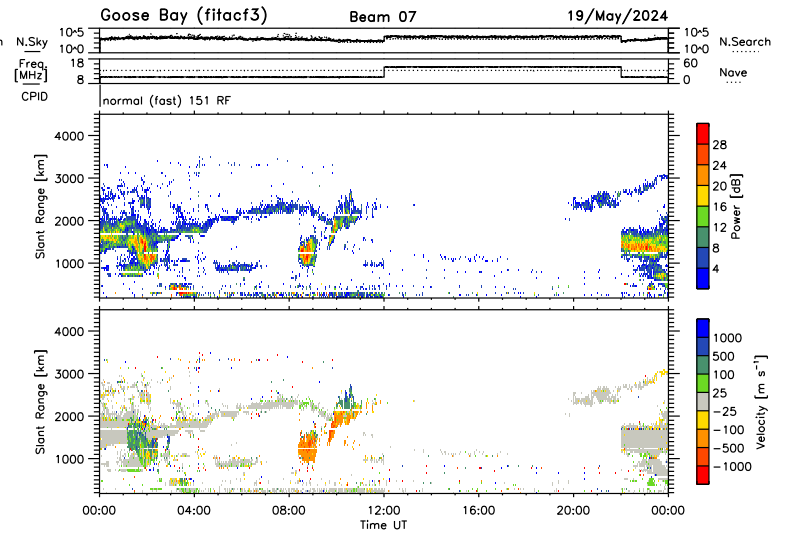 Goose Bay (fitacf3) Beam 07 19/May/2024
n N.Sky 10^5 10^0 10^5 10^0 N.Search
Freq. [MHz] 18 8 60 0 Nave
CPID normal (fast) 151 RF
Slant Range [km] 4000 3000 2000 1000
28 24 20 16 12 8 4 Power [dB]
Slant Range [km] 4000 3000 2000 1000
1000 500 100 25 −25 −100 −500 −1000 Velocity [m s⁻¹]
00:00 04:00 08:00 12:00 16:00 20:00 00:00
Time UT